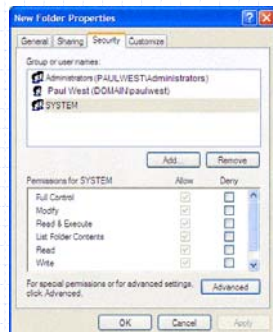 New Folder Properties
General Sharing Security Customize
Group or user names:
Administrators (PAULWEST\Administrators)
Paul West (DOMAIN\paulwest)
SYSTEM
Add... Remove
Permissions for SYSTEM Allow Deny
Full Control
Modify
Read & Execute
List Folder Contents
Read
Write
For special permissions or for advanced settings, click Advanced.
Advanced
OK Cancel Apply